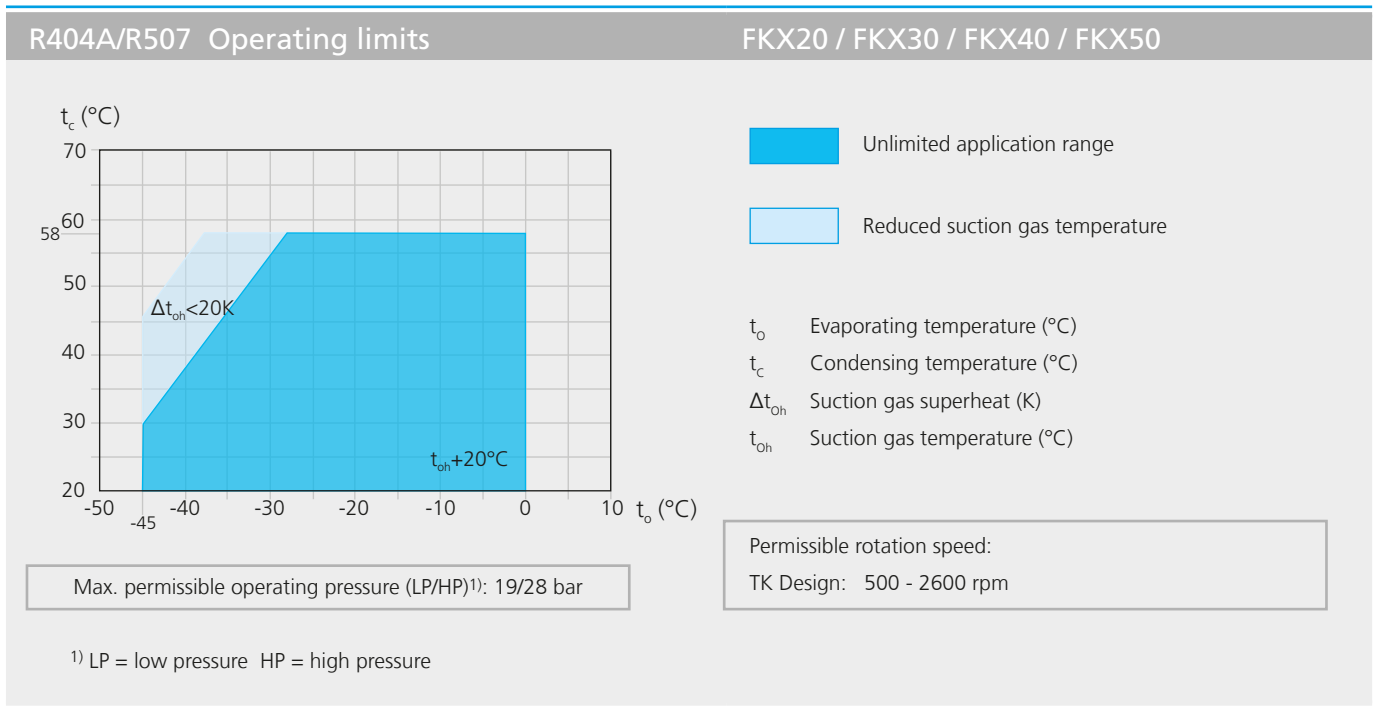 R404A/R507 Operating limits
FKX20 / FKX30 / FKX40 / FKX50
tc (°C)
70
60
58
50
40
30
20
Δtoh<20K
toh+20°C
-50
-45
-40
-30
-20
-10
0
10
to (°C)
Max. permissible operating pressure (LP/HP)1): 19/28 bar
1) LP = low pressure HP = high pressure
Unlimited application range
Reduced suction gas temperature
to Evaporating temperature (°C)
tC Condensing temperature (°C)
ΔtOh Suction gas superheat (K)
tOh Suction gas temperature (°C)
Permissible rotation speed:
TK Design: 500 - 2600 rpm